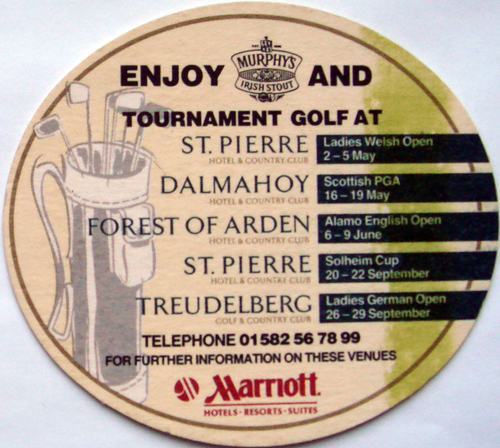 ENJOY MURPHY'S IRISH STOUT AND
TOURNAMENT GOLF AT
ST. PIERRE
HOTEL & COUNTRY CLUB
Ladies Welsh Open
2 – 5 May
DALMAHOY
HOTEL & COUNTRY CLUB
Scottish PGA
16 – 19 May
FOREST OF ARDEN
HOTEL & COUNTRY CLUB
Alamo English Open
6 – 9 June
ST. PIERRE
HOTEL & COUNTRY CLUB
Solheim Cup
20 – 22 September
TREUDELBERG
GOLF & COUNTRY CLUB
Ladies German Open
26 – 29 September
TELEPHONE 01582 56 78 99
FOR FURTHER INFORMATION ON THESE VENUES
Marriott.
HOTELS · RESORTS · SUITES